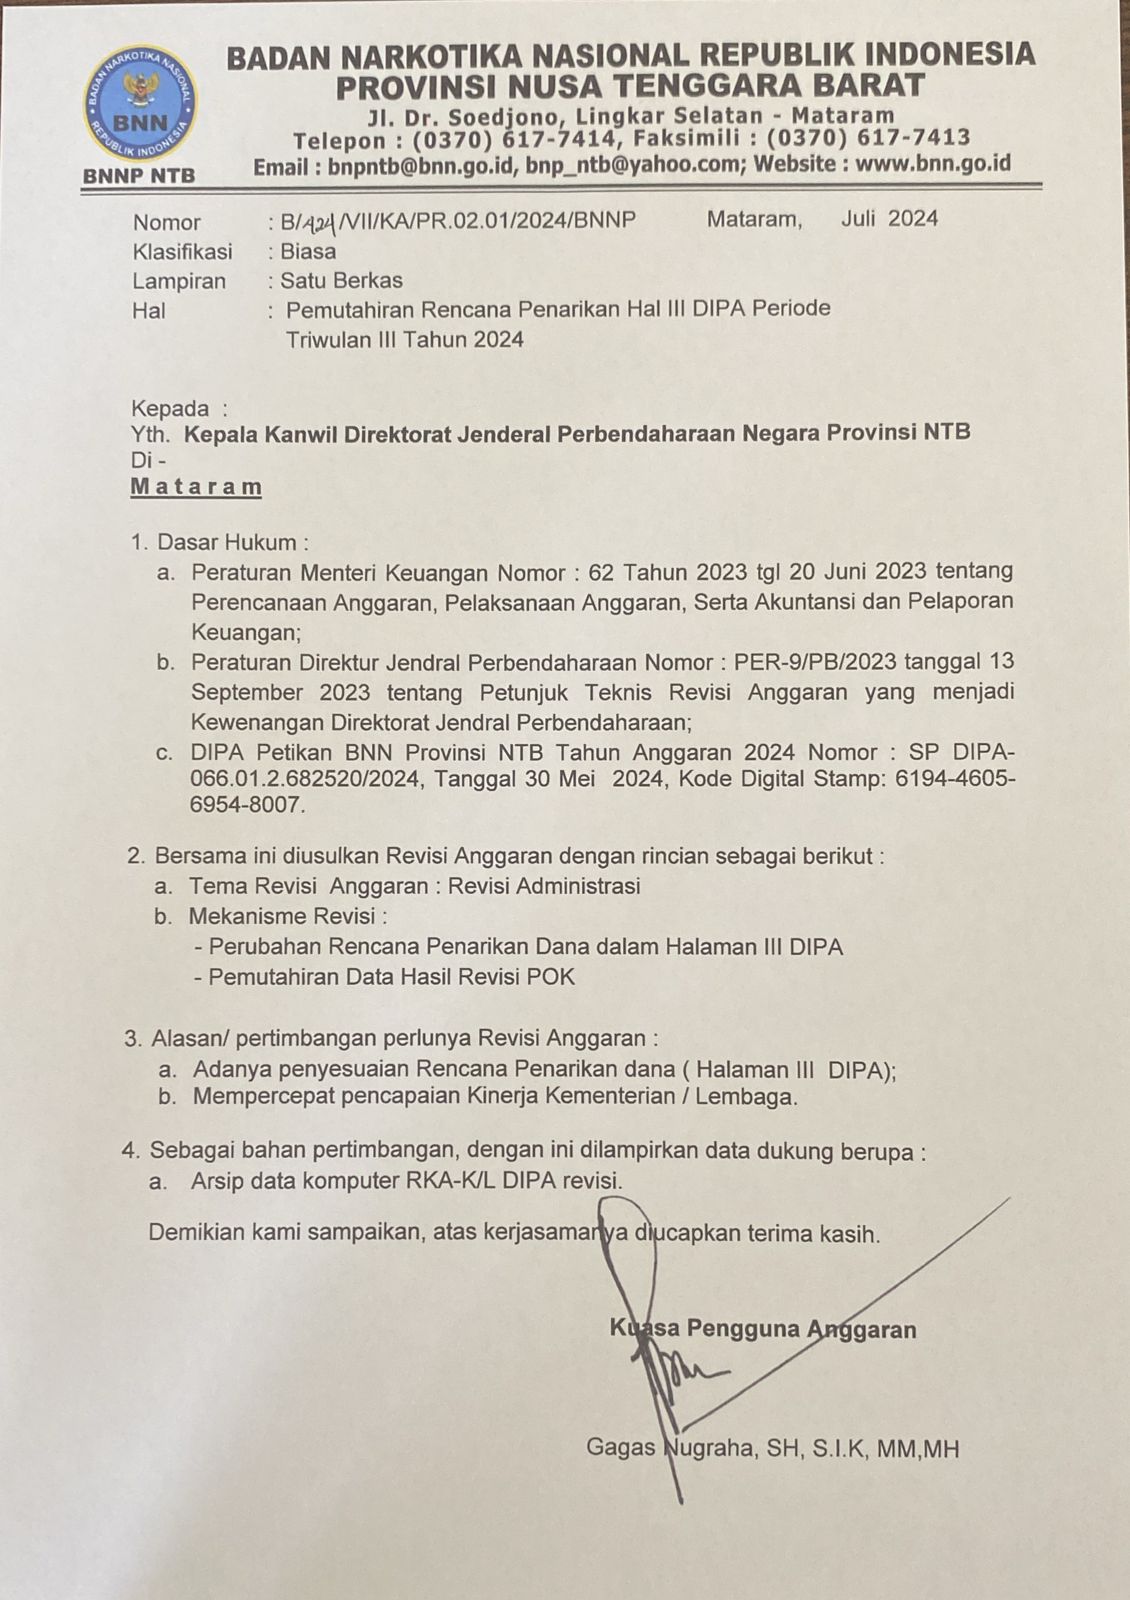 BADAN NARKOTIKA NASIONAL
BNN
REPUBLIK INDONESIA
BNNP NTB
BADAN NARKOTIKA NASIONAL REPUBLIK INDONESIA
PROVINSI NUSA TENGGARA BARAT
Jl. Dr. Soedjono, Lingkar Selatan - Mataram
Telepon : (0370) 617-7414, Faksimili : (0370) 617-7413
Email : bnpntb@bnn.go.id, bnp_ntb@yahoo.com; Website : www.bnn.go.id
Nomor : B/424/VII/KA/PR.02.01/2024/BNNP Mataram, Juli 2024
Klasifikasi : Biasa
Lampiran : Satu Berkas
Hal : Pemutahiran Rencana Penarikan Hal III DIPA Periode
Triwulan III Tahun 2024
Kepada :
Yth. Kepala Kanwil Direktorat Jenderal Perbendaharaan Negara Provinsi NTB
Di -
Mataram
1. Dasar Hukum :
a. Peraturan Menteri Keuangan Nomor : 62 Tahun 2023 tgl 20 Juni 2023 tentang
Perencanaan Anggaran, Pelaksanaan Anggaran, Serta Akuntansi dan Pelaporan
Keuangan;
b. Peraturan Direktur Jendral Perbendaharaan Nomor : PER-9/PB/2023 tanggal 13
September 2023 tentang Petunjuk Teknis Revisi Anggaran yang menjadi
Kewenangan Direktorat Jendral Perbendaharaan;
c. DIPA Petikan BNN Provinsi NTB Tahun Anggaran 2024 Nomor : SP DIPA-
066.01.2.682520/2024, Tanggal 30 Mei 2024, Kode Digital Stamp: 6194-4605-
6954-8007.
2. Bersama ini diusulkan Revisi Anggaran dengan rincian sebagai berikut :
a. Tema Revisi Anggaran : Revisi Administrasi
b. Mekanisme Revisi :
- Perubahan Rencana Penarikan Dana dalam Halaman III DIPA
- Pemutahiran Data Hasil Revisi POK
3. Alasan/ pertimbangan perlunya Revisi Anggaran :
a. Adanya penyesuaian Rencana Penarikan dana ( Halaman III DIPA);
b. Mempercepat pencapaian Kinerja Kementerian / Lembaga.
4. Sebagai bahan pertimbangan, dengan ini dilampirkan data dukung berupa :
a. Arsip data komputer RKA-K/L DIPA revisi.
Demikian kami sampaikan, atas kerjasamanya diucapkan terima kasih.
Kuasa Pengguna Anggaran
Gagas Nugraha, SH, S.I.K, MM,MH